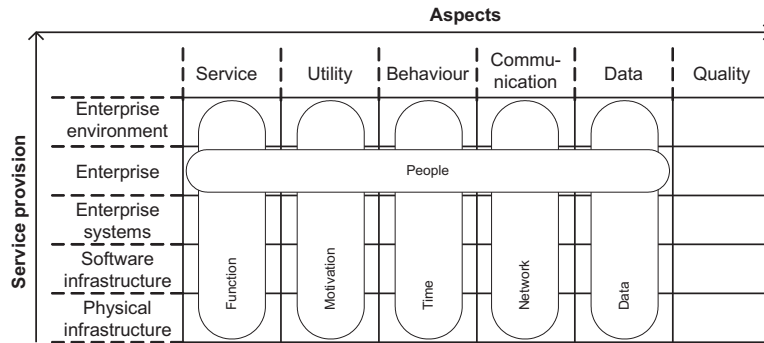 Aspects
Service provision
Service
Utility
Behaviour
Commu-
nication
Data
Quality
Enterprise
environment
Enterprise
Enterprise
systems
Software
infrastructure
Physical
infrastructure
People
Function
Motivation
Time
Network
Data